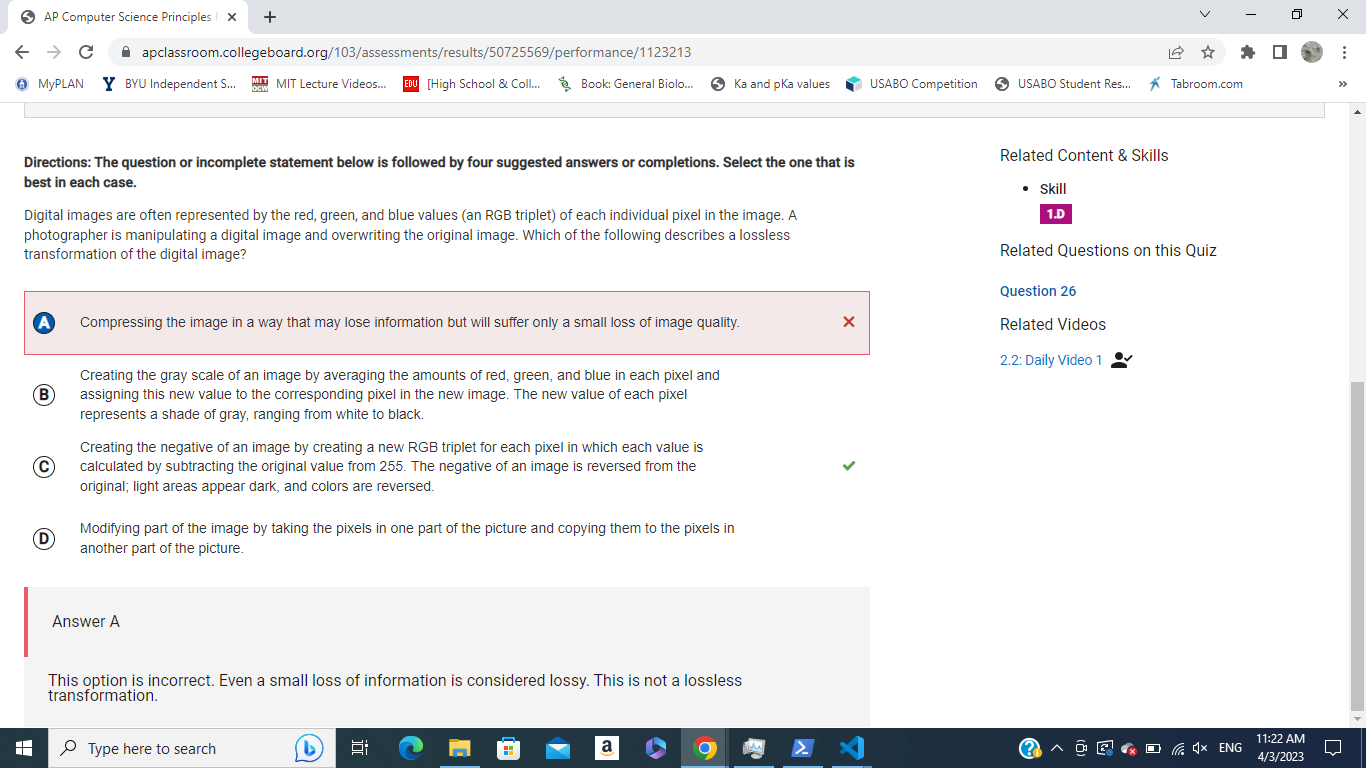 AP Computer Science Principles
apclassroom.collegeboard.org/103/assessments/results/50725569/performance/1123213
MyPLAN
BYU Independent S...
MIT Lecture Videos...
[High School & Coll...
Book: General Biolo...
Ka and pKa values
USABO Competition
USABO Student Res...
Tabroom.com
»
Directions: The question or incomplete statement below is followed by four suggested answers or completions. Select the one that is
best in each case.
Digital images are often represented by the red, green, and blue values (an RGB triplet) of each individual pixel in the image. A
photographer is manipulating a digital image and overwriting the original image. Which of the following describes a lossless
transformation of the digital image?
A Compressing the image in a way that may lose information but will suffer only a small loss of image quality.
Creating the gray scale of an image by averaging the amounts of red, green, and blue in each pixel and
B assigning this new value to the corresponding pixel in the new image. The new value of each pixel
represents a shade of gray, ranging from white to black.
Creating the negative of an image by creating a new RGB triplet for each pixel in which each value is
C calculated by subtracting the original value from 255. The negative of an image is reversed from the
original; light areas appear dark, and colors are reversed.
D Modifying part of the image by taking the pixels in one part of the picture and copying them to the pixels in
another part of the picture.
Answer A
This option is incorrect. Even a small loss of information is considered lossy. This is not a lossless
transformation.
Related Content & Skills
• Skill
1.D
Related Questions on this Quiz
Question 26
Related Videos
2.2: Daily Video 1
Type here to search
ENG
11:22 AM
4/3/2023